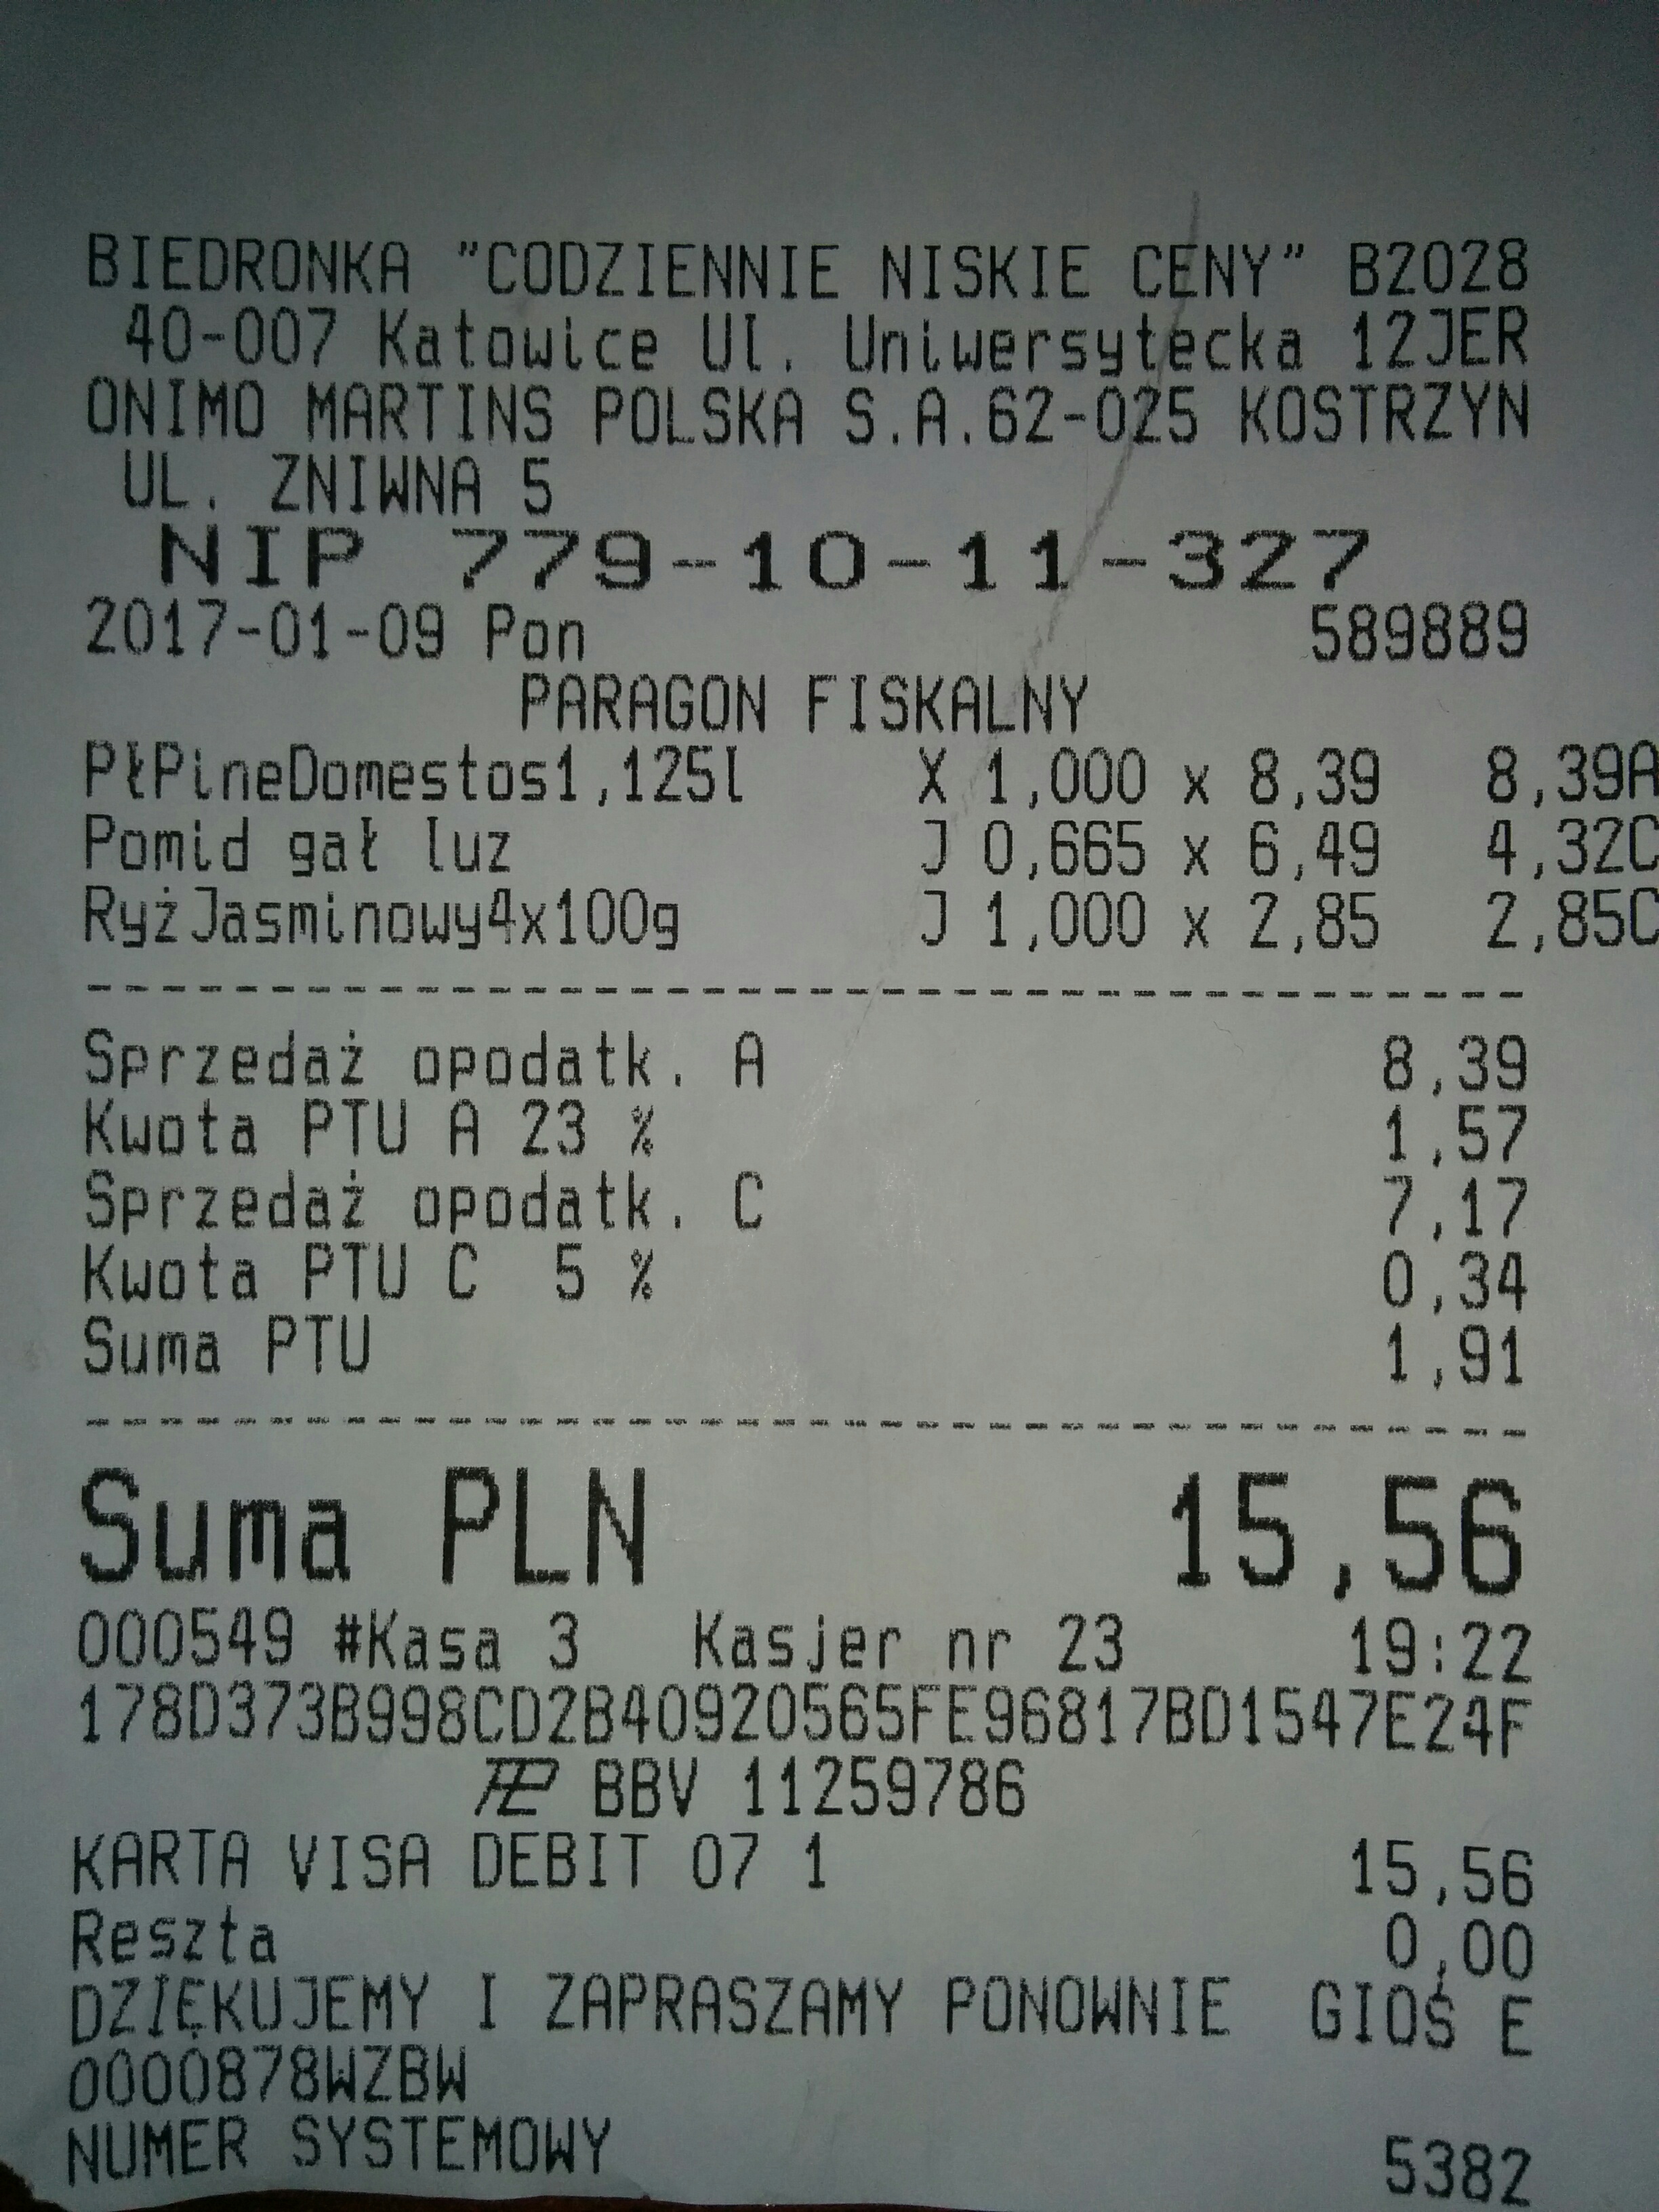 BIEDRONKA "CODZIENNIE NISKIE CENY" B2028
40-007 Katowice Ul. Uniwersytecka 12JER
ONIMO MARTINS POLSKA S.A.62-025 KOSTRZYN
UL. ZNIWNA 5
NIP 779-10-11-327
2017-01-09 Pon 589889
PARAGON FISKALNY
PłPineDomestos1,125l X 1,000 x 8,39 8,39A
Pomid gał luz J 0,665 x 6,49 4,32C
RyżJasminowy4x100g J 1,000 x 2,85 2,85C
Sprzedaż opodatk. A 8,39
Kwota PTU A 23 % 1,57
Sprzedaż opodatk. C 7,17
Kwota PTU C 5 % 0,34
Suma PTU 1,91
Suma PLN 15,56
000549 #Kasa 3 Kasjer nr 23 19:22
178D373B998CD2B40920565FE96817BD1547E24F
BBV 11259786
KARTA VISA DEBIT 07 1 15,56
Reszta 0,00
DZIĘKUJEMY I ZAPRASZAMY PONOWNIE GIOŚ E
0000878WZBW
NUMER SYSTEMOWY 5382